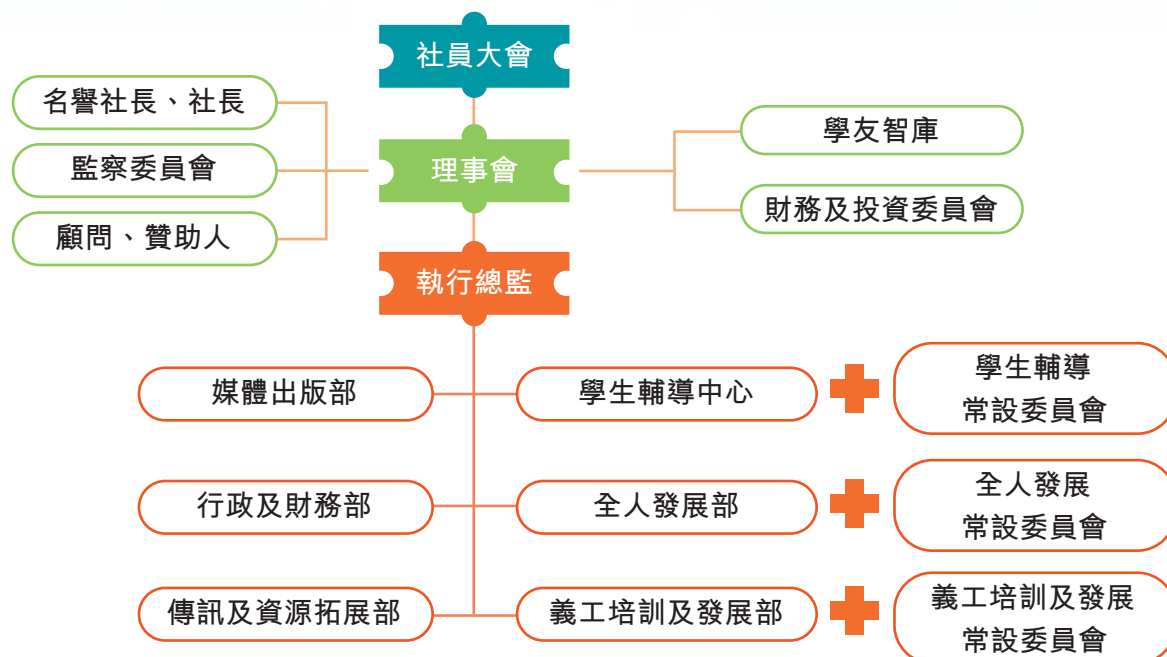 社員大會
名譽社長、社長
監察委員會
顧問、贊助人
理事會
學友智庫
財務及投資委員會
執行總監
媒體出版部
學生輔導中心
學生輔導
常設委員會
行政及財務部
全人發展部
全人發展
常設委員會
傳訊及資源拓展部
義工培訓及發展部
義工培訓及發展
常設委員會